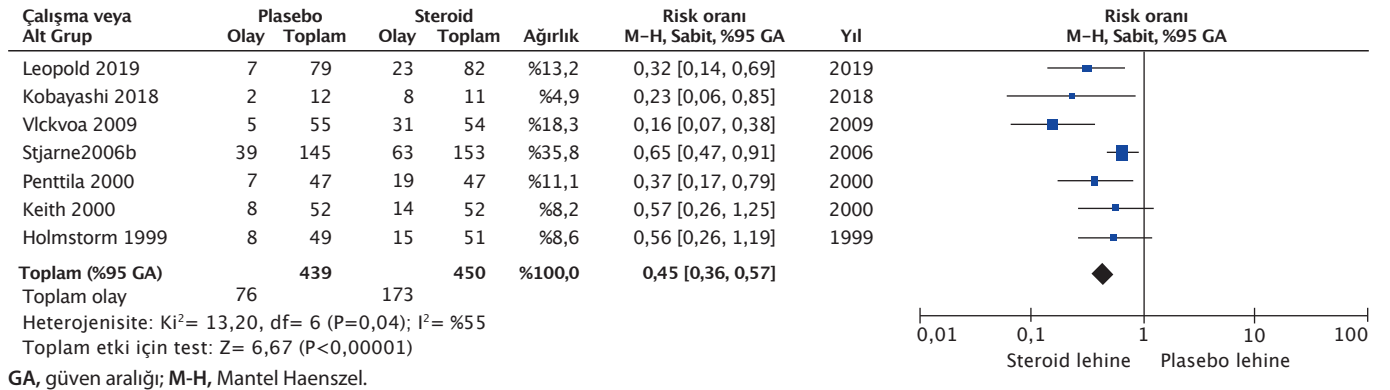 Çalışma veya Plasebo Steroid Risk oranı Risk oranı
Alt Grup Olay Toplam Olay Toplam Ağırlık M–H, Sabit, %95 GA Yıl M–H, Sabit, %95 GA
Leopold 2019 7 79 23 82 %13,2 0,32 [0,14, 0,69] 2019
Kobayashi 2018 2 12 8 11 %4,9 0,23 [0,06, 0,85] 2018
Vlckvoa 2009 5 55 31 54 %18,3 0,16 [0,07, 0,38] 2009
Stjarne2006b 39 145 63 153 %35,8 0,65 [0,47, 0,91] 2006
Penttila 2000 7 47 19 47 %11,1 0,37 [0,17, 0,79] 2000
Keith 2000 8 52 14 52 %8,2 0,57 [0,26, 1,25] 2000
Holmstorm 1999 8 49 15 51 %8,6 0,56 [0,26, 1,19] 1999
Toplam (%95 GA) 439 450 %100,0 0,45 [0,36, 0,57]
Toplam olay 76 173
Heterojenisite: Ki²= 13,20, df= 6 (P=0,04); I²= %55
Toplam etki için test: Z= 6,67 (P<0,00001)
0,01 0,1 1 10 100
Steroid lehine Plasebo lehine
GA, güven aralığı; M-H, Mantel Haenszel.